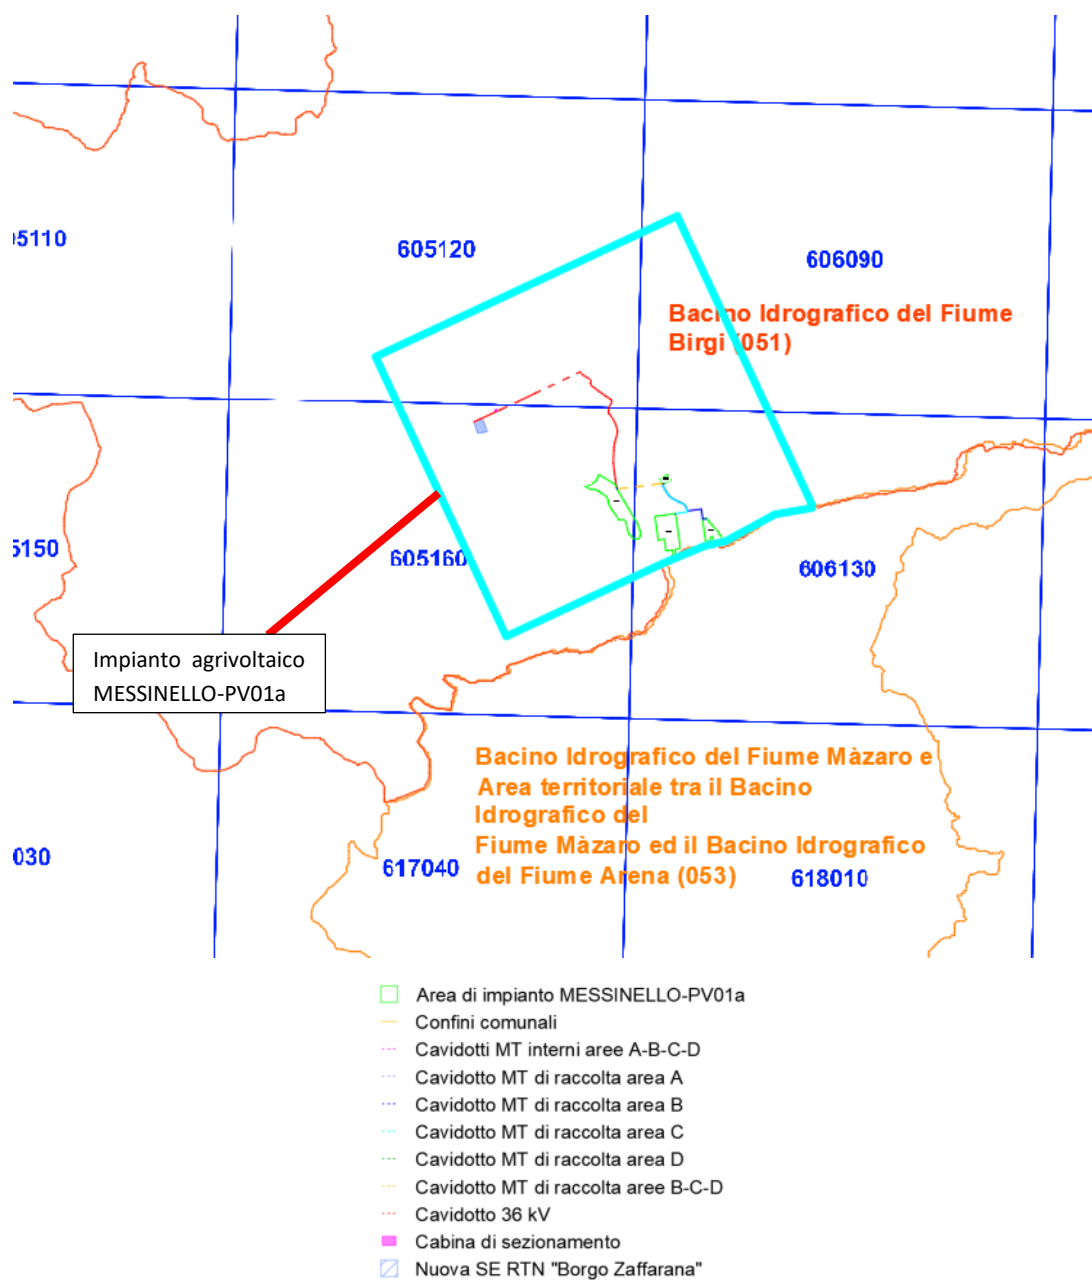 05110
605120
606090
Bacino Idrografico del Fiume
Birgi (051)
05150
605160
606130
Impianto agrivoltaico
MESSINELLO-PV01a
Bacino Idrografico del Fiume Màzaro e
Area territoriale tra il Bacino
Idrografico del
Fiume Màzaro ed il Bacino Idrografico
del Fiume Arena (053)
030
617040
618010
Area di impianto MESSINELLO-PV01a
Confini comunali
Cavidotti MT interni aree A-B-C-D
Cavidotto MT di raccolta area A
Cavidotto MT di raccolta area B
Cavidotto MT di raccolta area C
Cavidotto MT di raccolta area D
Cavidotto MT di raccolta aree B-C-D
Cavidotto 36 kV
Cabina di sezionamento
Nuova SE RTN "Borgo Zaffarana"